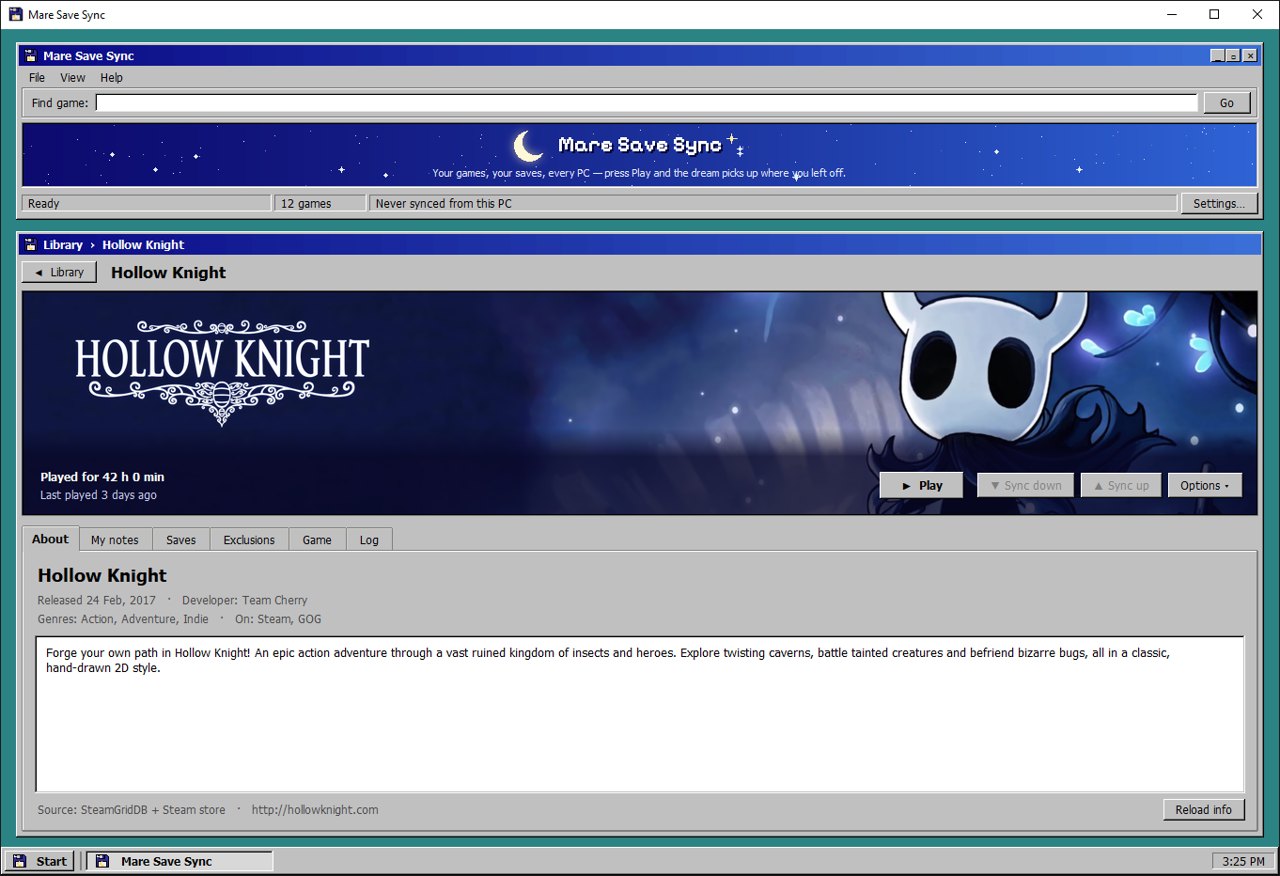 Mare Save Sync
Mare Save Sync
File View Help
Find game: Go
Mare Save Sync
Your games, your saves, every PC — press Play and the dream picks up where you left off.
Ready 12 games Never synced from this PC Settings...
Library › Hollow Knight
◄ Library Hollow Knight
HOLLOW KNIGHT
Played for 42 h 0 min
Last played 3 days ago
► Play ▼ Sync down ▲ Sync up Options
About My notes Saves Exclusions Game Log
Hollow Knight
Released 24 Feb, 2017 · Developer: Team Cherry
Genres: Action, Adventure, Indie · On: Steam, GOG
Forge your own path in Hollow Knight! An epic action adventure through a vast ruined kingdom of insects and heroes. Explore twisting caverns, battle tainted creatures and befriend bizarre bugs, all in a classic,
hand-drawn 2D style.
Source: SteamGridDB + Steam store · http://hollowknight.com Reload info
Start Mare Save Sync 3:25 PM